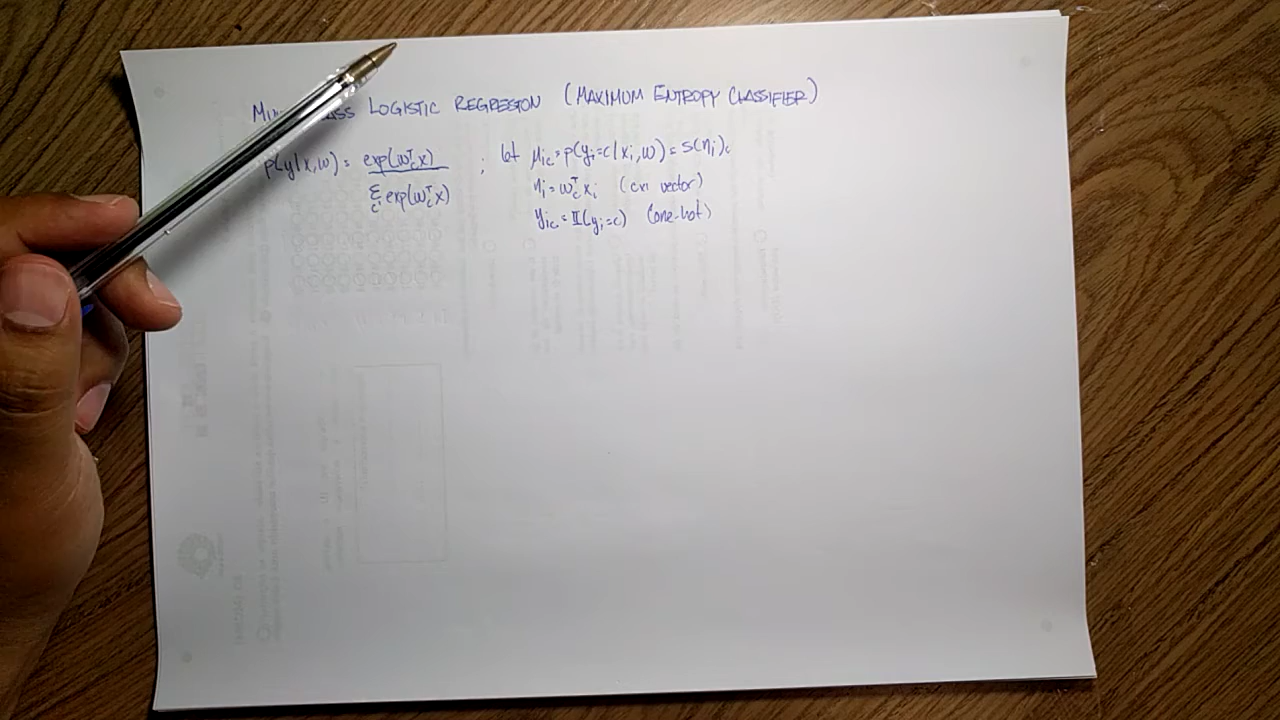 LOGISTIC REGRESSION (MAXIMUM ENTROPY CLASSIFIER)
p(y|x,w) = exp(w_c^T x) / Σ_c' exp(w_c'^T x) ; let μ_ic = p(y_i=c|x_i,w) = S(η_i)_c
η_i = w_c^T x_i (cx1 vector)
y_ic = 𝕀(y_i=c) (one-hot)